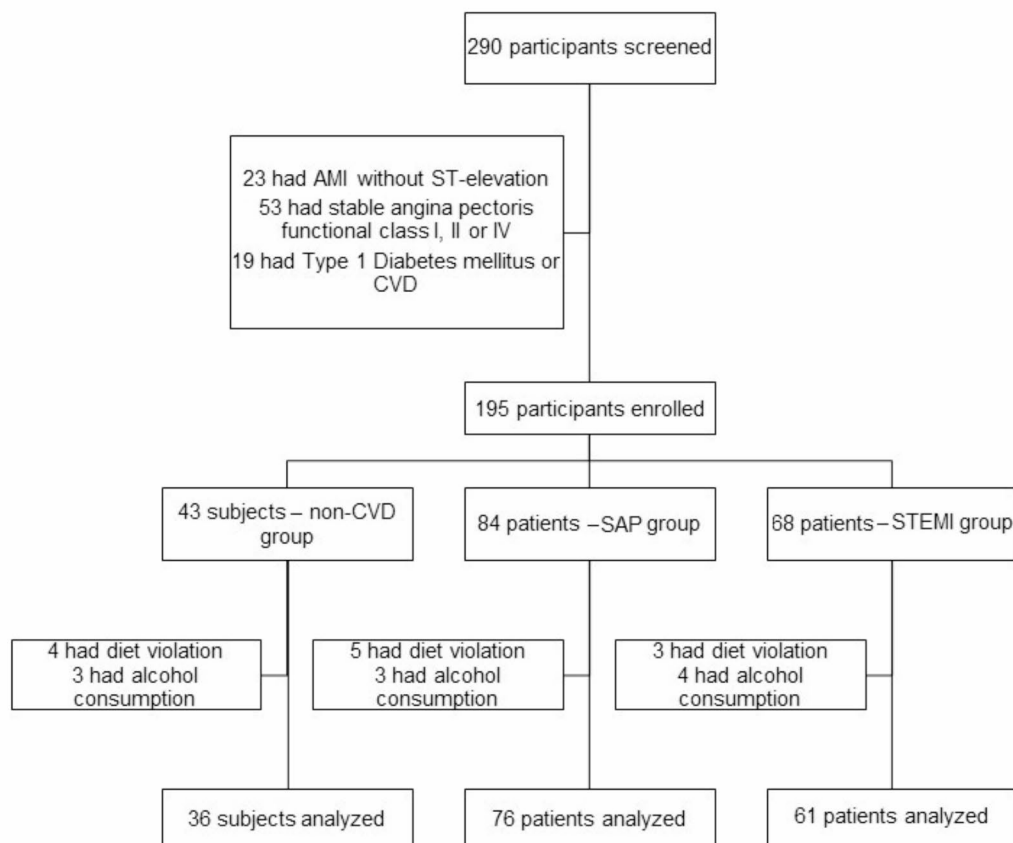 290 participants screened
23 had AMI without ST-elevation
53 had stable angina pectoris
functional class I, II or IV
19 had Type 1 Diabetes mellitus or
CVD
195 participants enrolled
43 subjects – non-CVD
group
84 patients –SAP group
68 patients –STEMI group
4 had diet violation
3 had alcohol
consumption
5 had diet violation
3 had alcohol
consumption
3 had diet violation
4 had alcohol
consumption
36 subjects analyzed
76 patients analyzed
61 patients analyzed